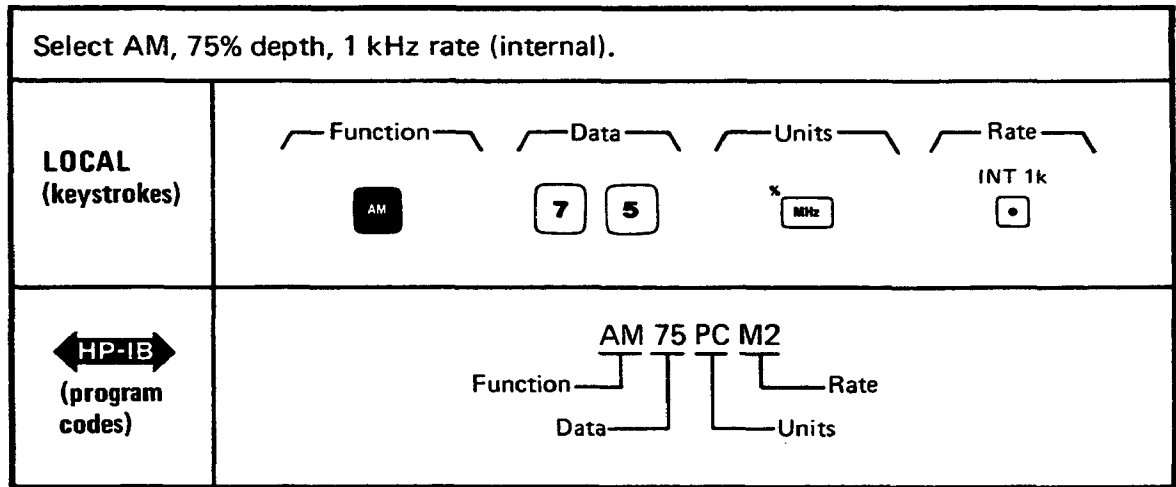 Select AM, 75% depth, 1 kHz rate (internal).
LOCAL
(keystrokes)
Function Data Units Rate
INT 1k
AM 7 5 % MHz •
HP-IB
(program
codes)
AM 75 PC M2
Function Rate
Data Units